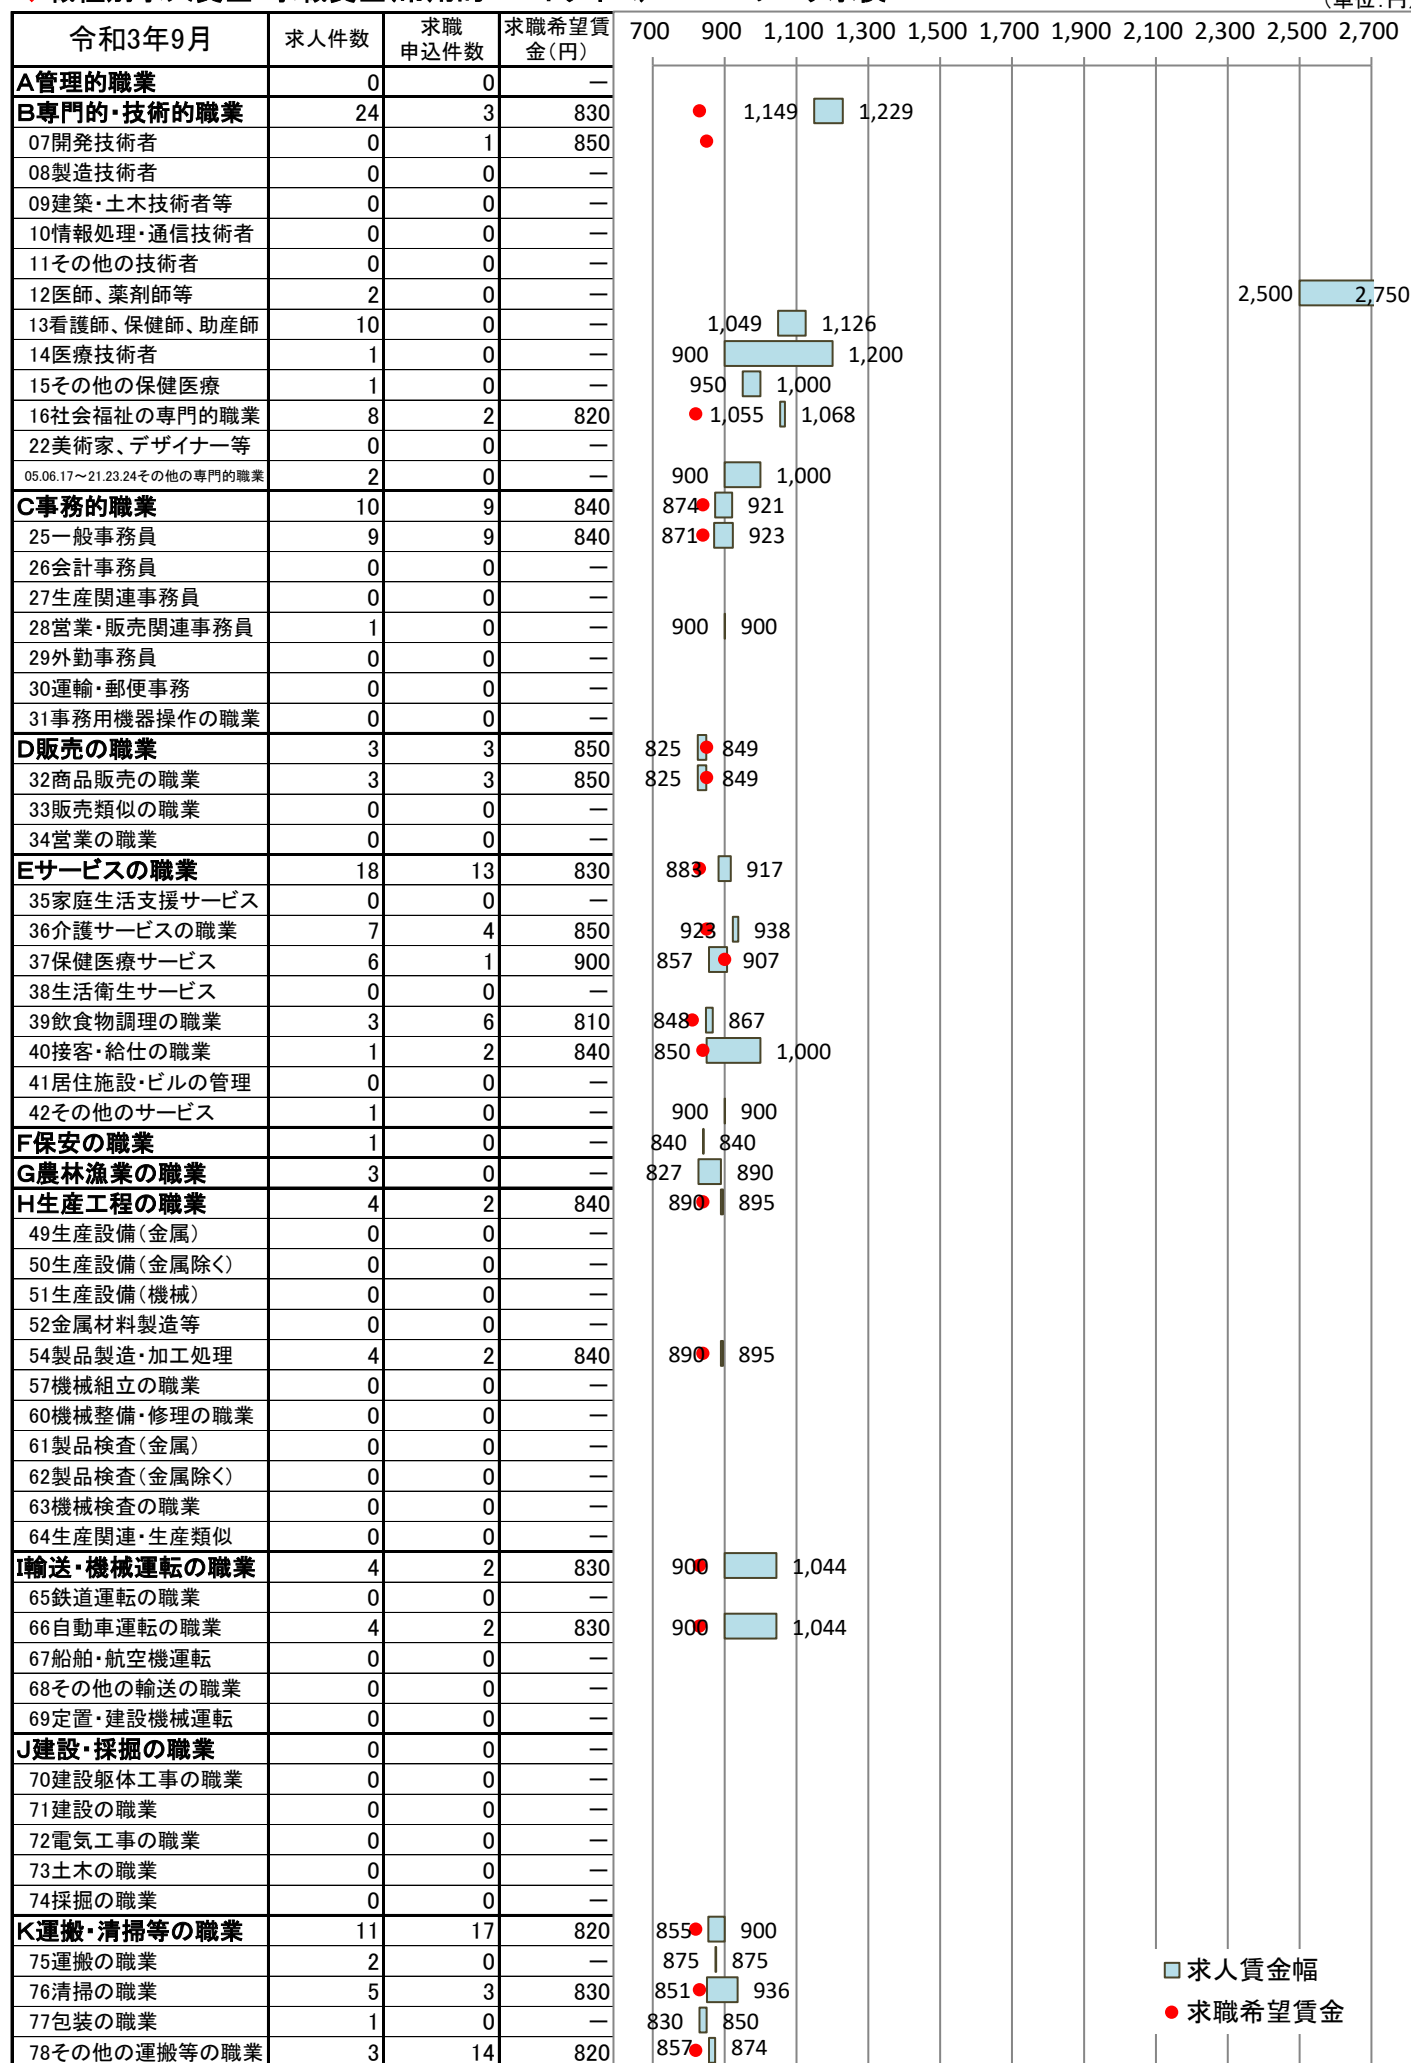 令和3年9月 求人件数 求職申込件数 求職希望賃金(円) 700 900 1,100 1,300 1,500 1,700 1,900 2,100 2,300 2,500 2,700
A管理的職業 0 0 ―
B専門的・技術的職業 24 3 830 1,149 1,229
07開発技術者 0 1 850
08製造技術者 0 0 ―
09建築・土木技術者等 0 0 ―
10情報処理・通信技術者 0 0 ―
11その他の技術者 0 0 ―
12医師、薬剤師等 2 0 ― 2,500 2,750
13看護師、保健師、助産師 10 0 ― 1,049 1,126
14医療技術者 1 0 ― 900 1,200
15その他の保健医療 1 0 ― 950 1,000
16社会福祉の専門的職業 8 2 820 1,055 1,068
22美術家、デザイナー等 0 0 ―
05.06.17～21.23.24その他の専門的職業 2 0 ― 900 1,000
C事務的職業 10 9 840 874 921
25一般事務員 9 9 840 871 923
26会計事務員 0 0 ―
27生産関連事務員 0 0 ―
28営業・販売関連事務員 1 0 ― 900 900
29外勤事務員 0 0 ―
30運輸・郵便事務 0 0 ―
31事務用機器操作の職業 0 0 ―
D販売の職業 3 3 850 825 849
32商品販売の職業 3 3 850 825 849
33販売類似の職業 0 0 ―
34営業の職業 0 0 ―
Eサービスの職業 18 13 830 883 917
35家庭生活支援サービス 0 0 ―
36介護サービスの職業 7 4 850 923 938
37保健医療サービス 6 1 900 857 907
38生活衛生サービス 0 0 ―
39飲食物調理の職業 3 6 810 848 867
40接客・給仕の職業 1 2 840 850 1,000
41居住施設・ビルの管理 0 0 ―
42その他のサービス 1 0 ― 900 900
F保安の職業 1 0 ― 840 840
G農林漁業の職業 3 0 ― 827 890
H生産工程の職業 4 2 840 890 895
49生産設備(金属) 0 0 ―
50生産設備(金属除く) 0 0 ―
51生産設備(機械) 0 0 ―
52金属材料製造等 0 0 ―
54製品製造・加工処理 4 2 840 890 895
57機械組立の職業 0 0 ―
60機械整備・修理の職業 0 0 ―
61製品検査(金属) 0 0 ―
62製品検査(金属除く) 0 0 ―
63機械検査の職業 0 0 ―
64生産関連・生産類似 0 0 ―
I輸送・機械運転の職業 4 2 830 900 1,044
65鉄道運転の職業 0 0 ―
66自動車運転の職業 4 2 830 900 1,044
67船舶・航空機運転 0 0 ―
68その他の輸送の職業 0 0 ―
69定置・建設機械運転 0 0 ―
J建設・採掘の職業 0 0 ―
70建設躯体工事の職業 0 0 ―
71建設の職業 0 0 ―
72電気工事の職業 0 0 ―
73土木の職業 0 0 ―
74採掘の職業 0 0 ―
K運搬・清掃等の職業 11 17 820 855 900
75運搬の職業 2 0 ― 875 875
76清掃の職業 5 3 830 851 936
77包装の職業 1 0 ― 830 850
78その他の運搬等の職業 3 14 820 857 874
求人賃金幅
求職希望賃金